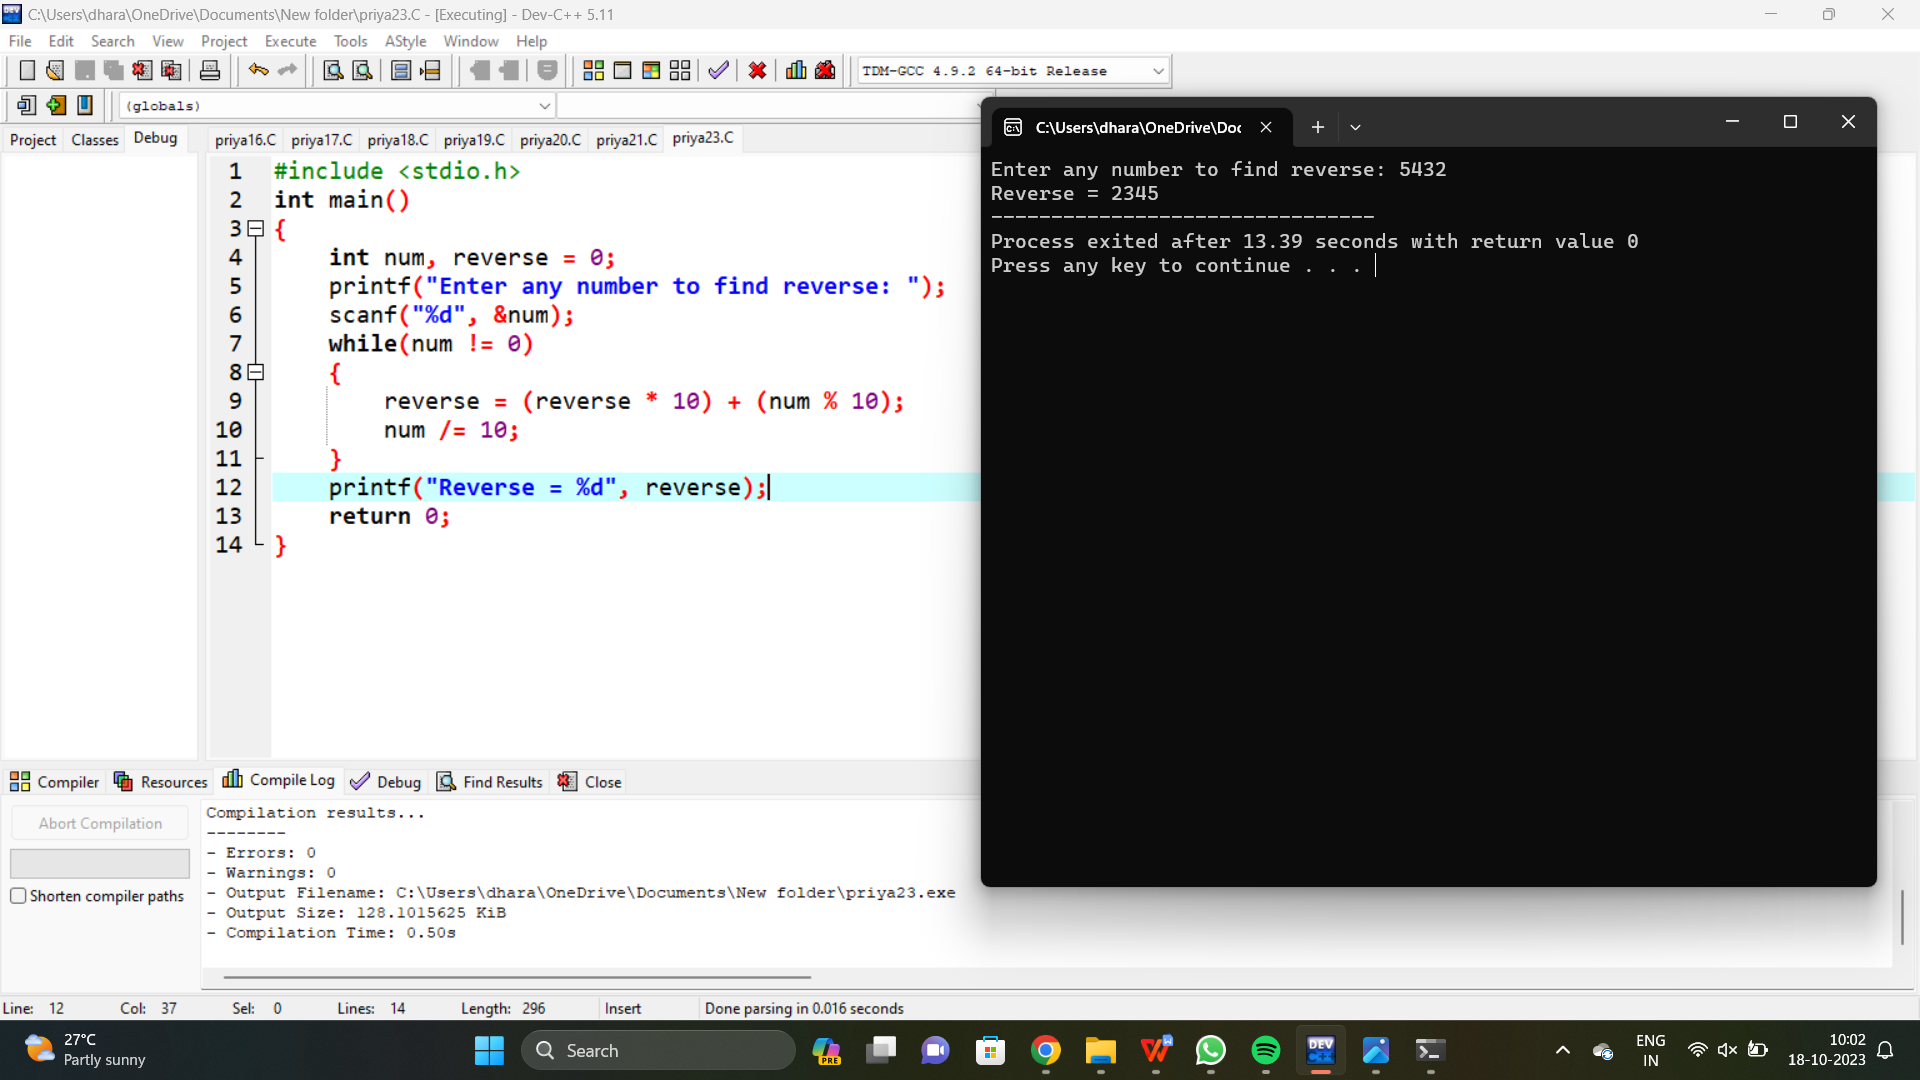 C:\Users\dhara\OneDrive\Documents\New folder\priya23.C - [Executing] - Dev-C++ 5.11
File Edit Search View Project Execute Tools AStyle Window Help
TDM-GCC 4.9.2 64-bit Release
(globals)
Project Classes Debug
priya16.C priya17.C priya18.C priya19.C priya20.C priya21.C priya23.C
1 #include <stdio.h>
2 int main()
3 {
4 int num, reverse = 0;
5 printf("Enter any number to find reverse: ");
6 scanf("%d", &num);
7 while(num != 0)
8 {
9 reverse = (reverse * 10) + (num % 10);
10 num /= 10;
11 }
12 printf("Reverse = %d", reverse);
13 return 0;
14 }
C:\Users\dhara\OneDrive\Doc
Enter any number to find reverse: 5432
Reverse = 2345
--------------------------------
Process exited after 13.39 seconds with return value 0
Press any key to continue . . .
Compiler Resources Compile Log Debug Find Results Close
Abort Compilation
Shorten compiler paths
Compilation results...
--------
- Errors: 0
- Warnings: 0
- Output Filename: C:\Users\dhara\OneDrive\Documents\New folder\priya23.exe
- Output Size: 128.1015625 KiB
- Compilation Time: 0.50s
Line: 12 Col: 37 Sel: 0 Lines: 14 Length: 296 Insert Done parsing in 0.016 seconds
27°C
Partly sunny
Search
PRE
DEV
ENG
IN
10:02
18-10-2023